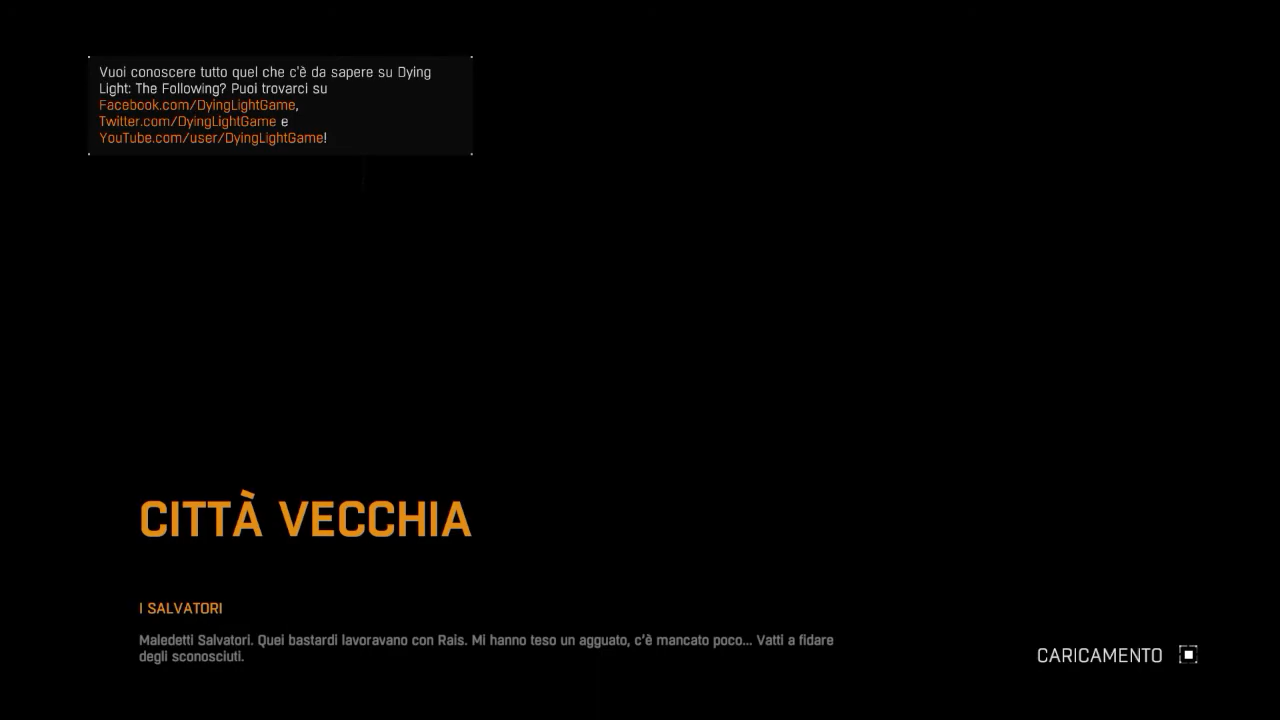 Vuoi conoscere tutto quel che c'è da sapere su Dying
Light: The Following? Puoi trovarci su
Facebook.com/DyingLightGame,
Twitter.com/DyingLightGame e
YouTube.com/user/DyingLightGame!
CITTÀ VECCHIA
I SALVATORI
Maledetti Salvatori. Quei bastardi lavoravano con Rais. Mi hanno teso un agguato, c'è mancato poco... Vatti a fidare
degli sconosciuti.
CARICAMENTO